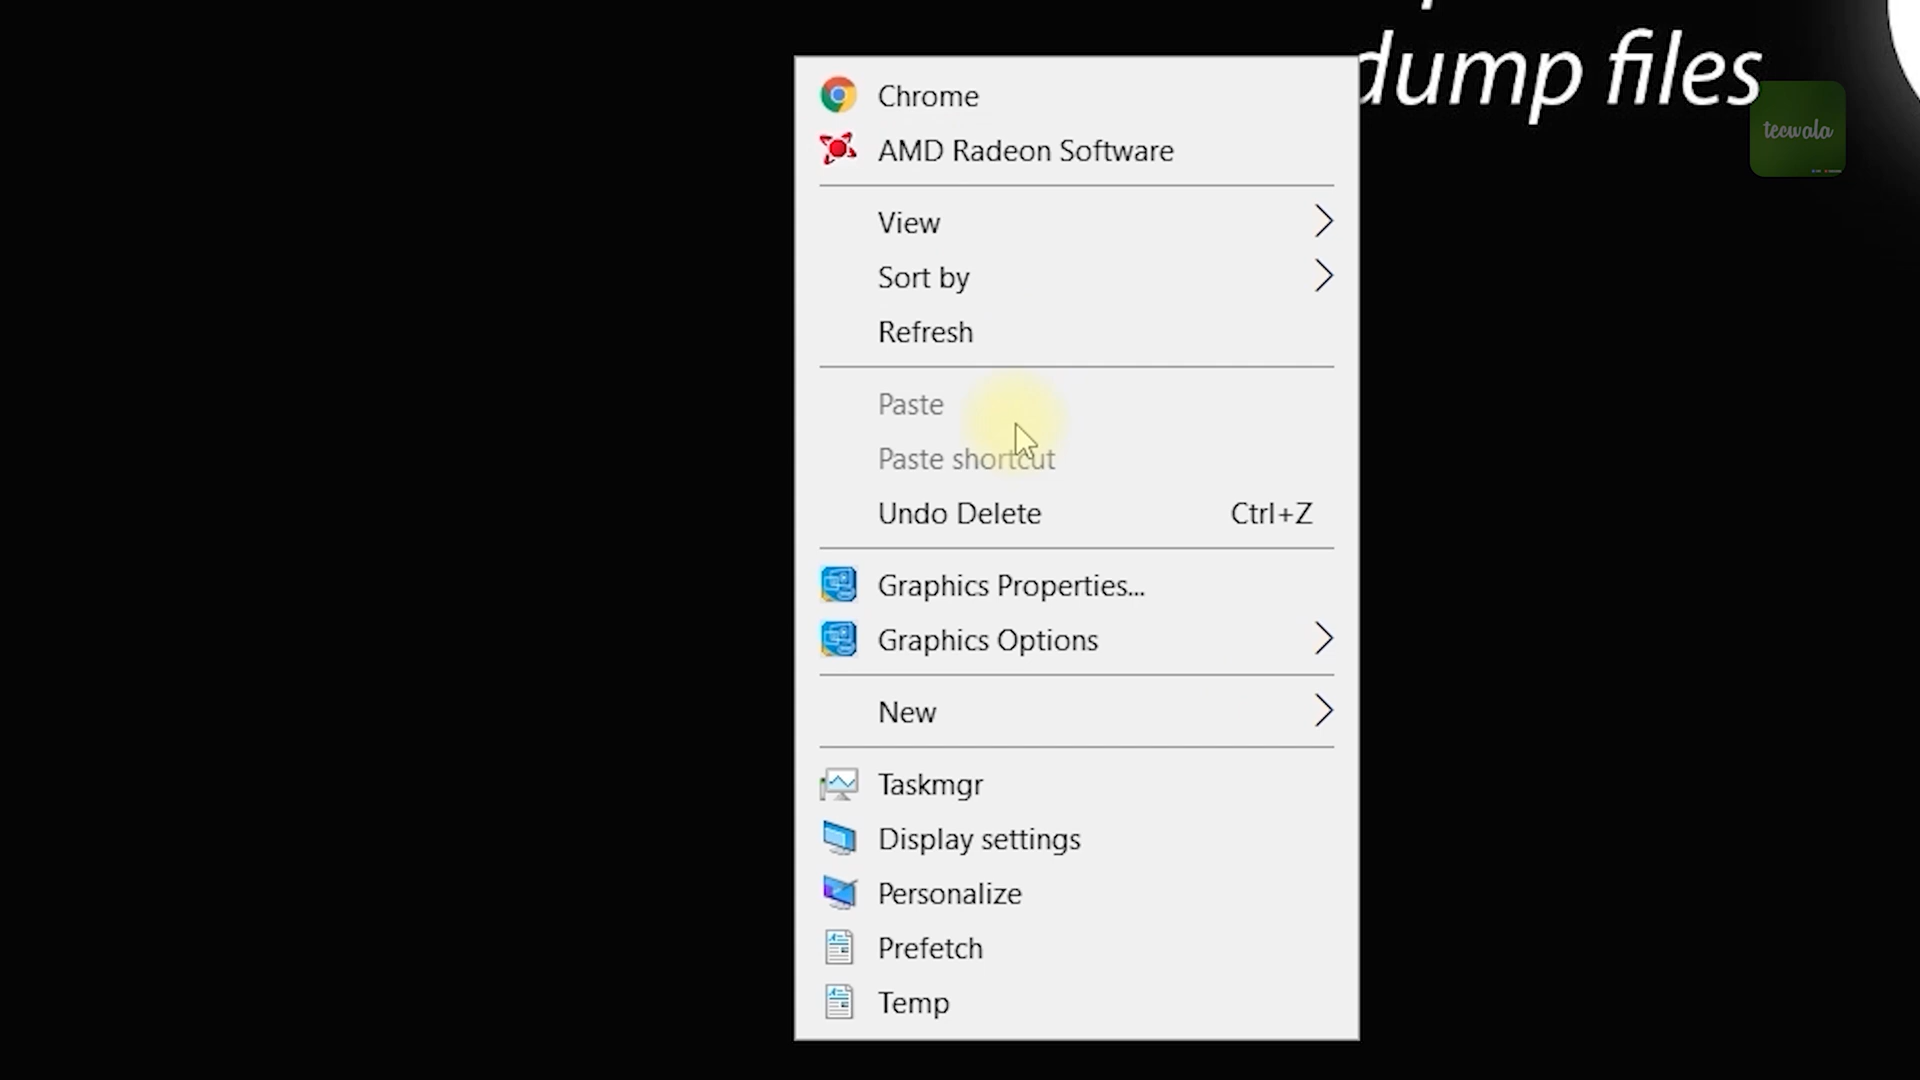 dump files
tecwala
Chrome
AMD Radeon Software
View
Sort by
Refresh
Paste
Paste shortcut
Undo Delete Ctrl+Z
Graphics Properties...
Graphics Options
New
Taskmgr
Display settings
Personalize
Prefetch
Temp